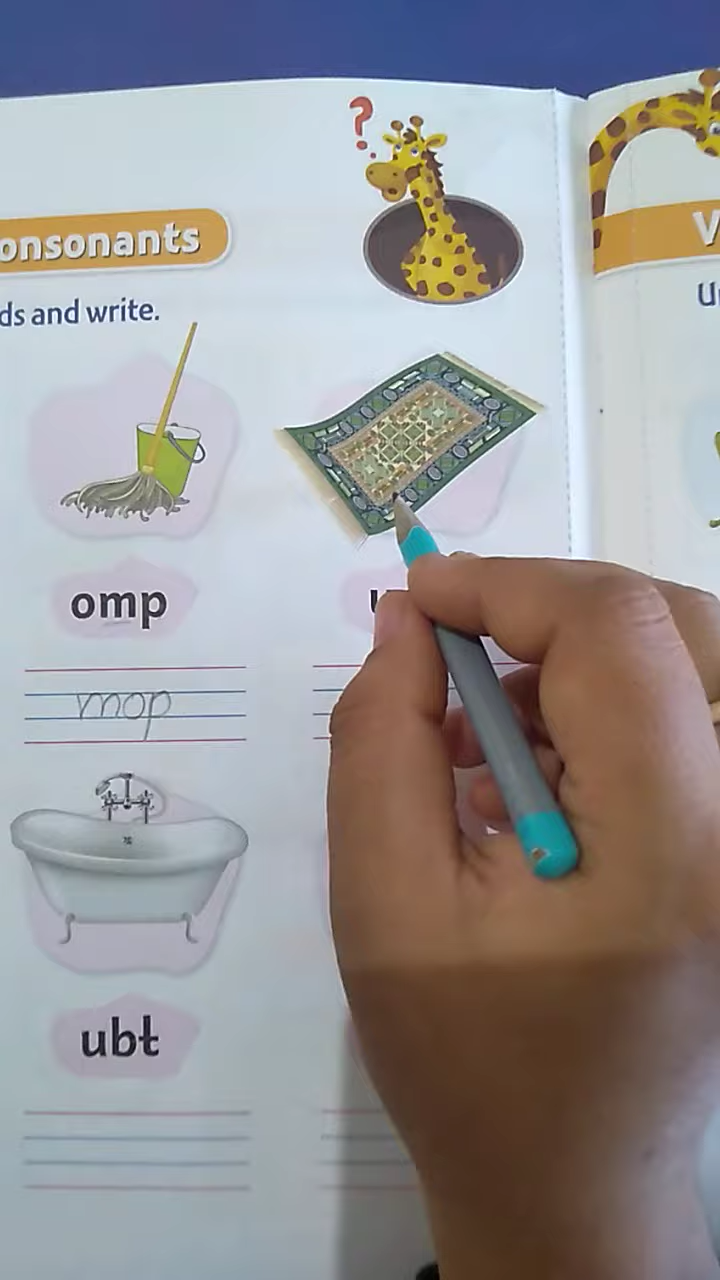 onsonants
ds and write.
?
V
U
omp
u
mop
ubt